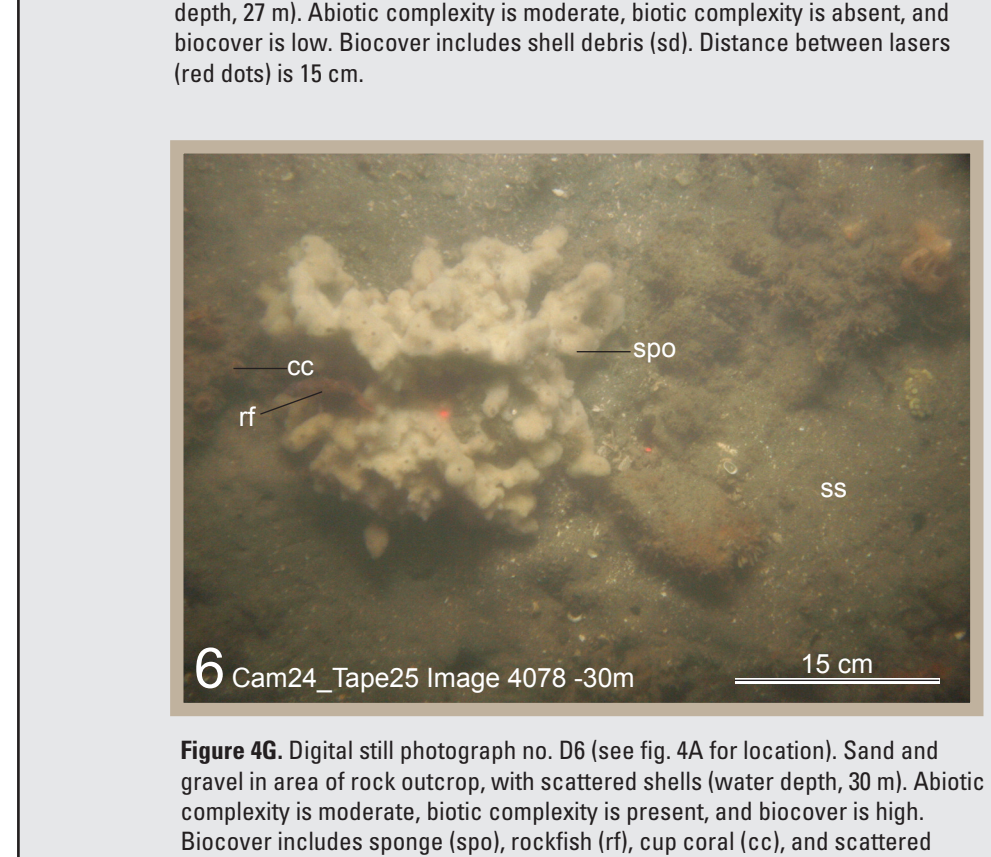 depth, 27 m). Abiotic complexity is moderate, biotic complexity is absent, and
biocover is low. Biocover includes shell debris (sd). Distance between lasers
(red dots) is 15 cm.
spo
cc
rf
ss
15 cm
6 Cam24_Tape25 Image 4078 -30m
Figure 4G. Digital still photograph no. D6 (see fig. 4A for location). Sand and
gravel in area of rock outcrop, with scattered shells (water depth, 30 m). Abiotic
complexity is moderate, biotic complexity is present, and biocover is high.
Biocover includes sponge (spo), rockfish (rf), cup coral (cc), and scattered